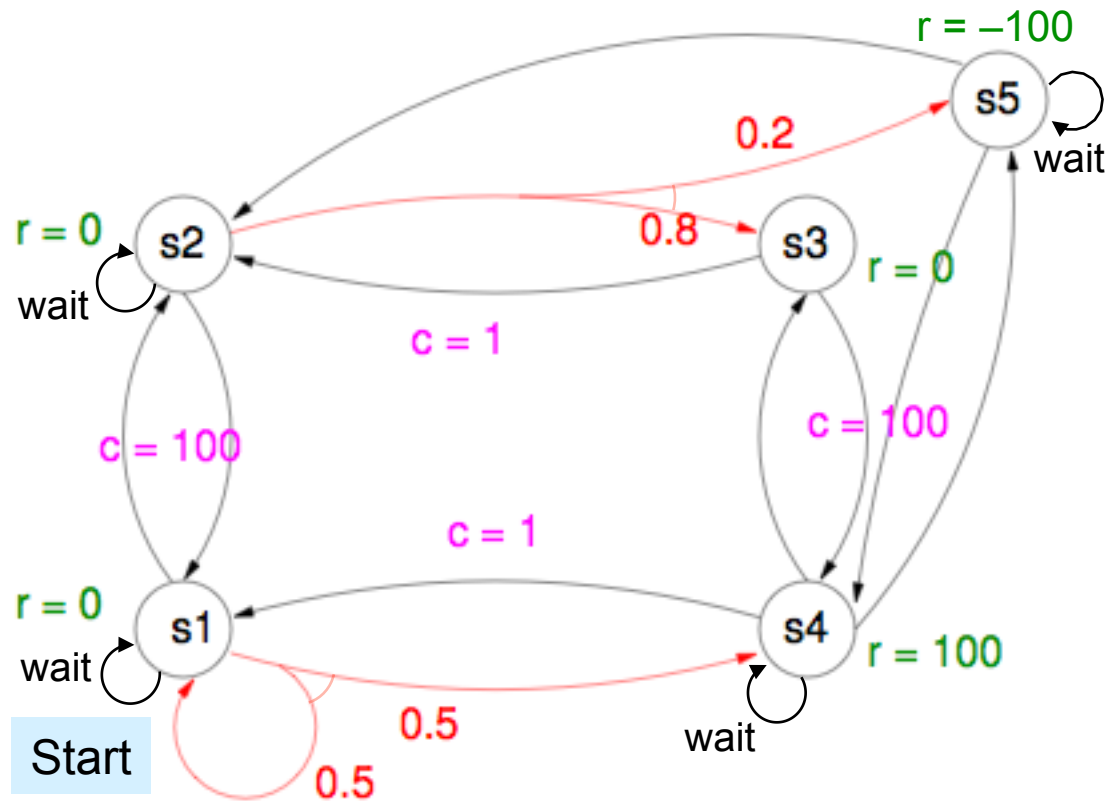 r = –100
s5
wait
0.2
r = 0
s2
0.8
s3
r = 0
wait
c = 1
c = 100
c = 100
c = 1
r = 0
s1
s4
wait
r = 100
0.5
wait
Start
0.5